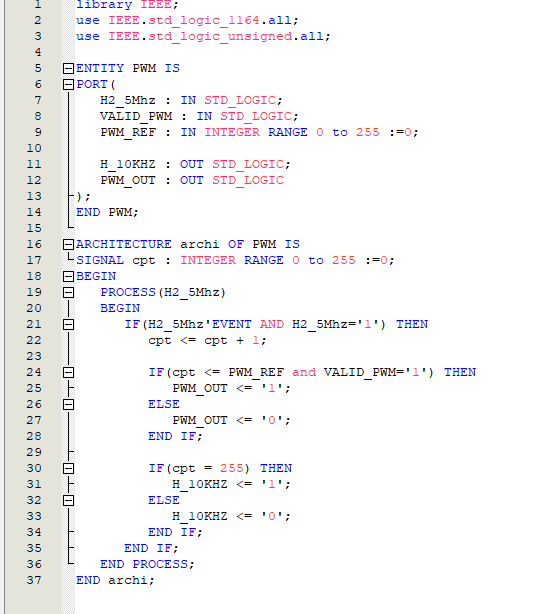 1 library IEEE;
2 use IEEE.std_logic_1164.all;
3 use IEEE.std_logic_unsigned.all;
4
5 ENTITY PWM IS
6 PORT(
7 H2_5Mhz : IN STD_LOGIC;
8 VALID_PWM : IN STD_LOGIC;
9 PWM_REF : IN INTEGER RANGE 0 to 255 :=0;
10
11 H_10KHZ : OUT STD_LOGIC;
12 PWM_OUT : OUT STD_LOGIC
13 );
14 END PWM;
15
16 ARCHITECTURE archi OF PWM IS
17 SIGNAL cpt : INTEGER RANGE 0 to 255 :=0;
18 BEGIN
19 PROCESS(H2_5Mhz)
20 BEGIN
21 IF(H2_5Mhz'EVENT AND H2_5Mhz='1') THEN
22 cpt <= cpt + 1;
23
24 IF(cpt <= PWM_REF and VALID_PWM='1') THEN
25 PWM_OUT <= '1';
26 ELSE
27 PWM_OUT <= '0';
28 END IF;
29
30 IF(cpt = 255) THEN
31 H_10KHZ <= '1';
32 ELSE
33 H_10KHZ <= '0';
34 END IF;
35 END IF;
36 END PROCESS;
37 END archi;